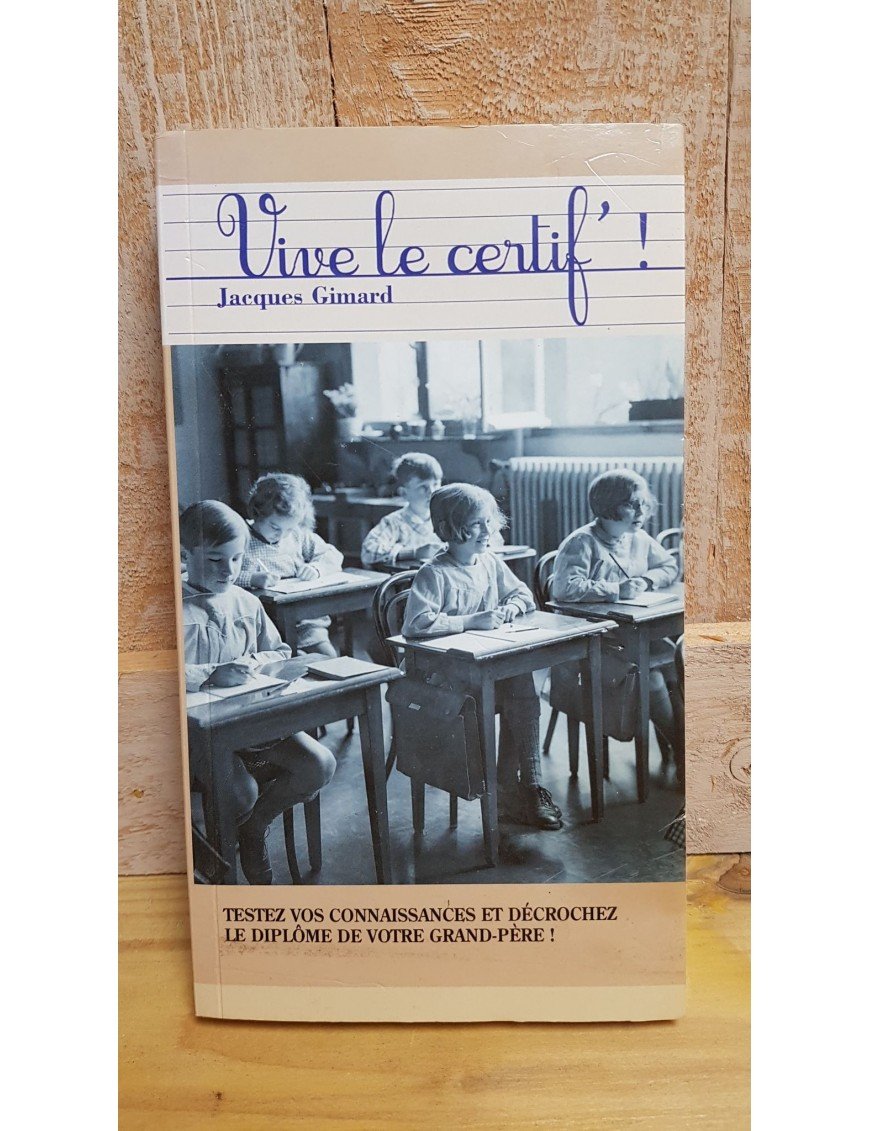 Vive le certif' !
Jacques Gimard
TESTEZ VOS CONNAISSANCES ET DÉCROCHEZ
LE DIPLÔME DE VOTRE GRAND-PÈRE !